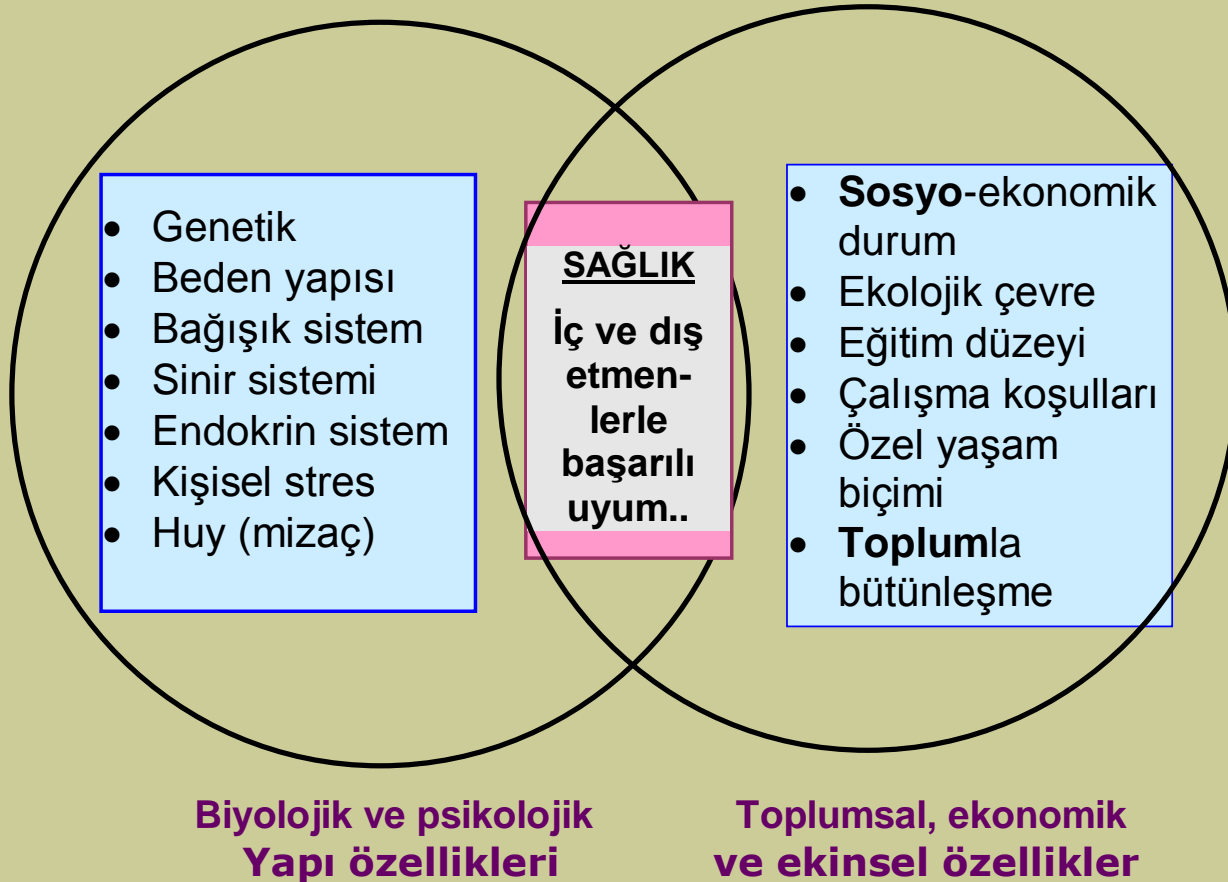 • Genetik
• Beden yapısı
• Bağışık sistem
• Sinir sistemi
• Endokrin sistem
• Kişisel stres
• Huy (mizaç)
SAĞLIK
İç ve dış
etmen-
lerle
başarılı
uyum..
• Sosyo-ekonomik
durum
• Ekolojik çevre
• Eğitim düzeyi
• Çalışma koşulları
• Özel yaşam
biçimi
• Toplumla
bütünleşme
Biyolojik ve psikolojik
Yapı özellikleri
Toplumsal, ekonomik
ve ekinsel özellikler